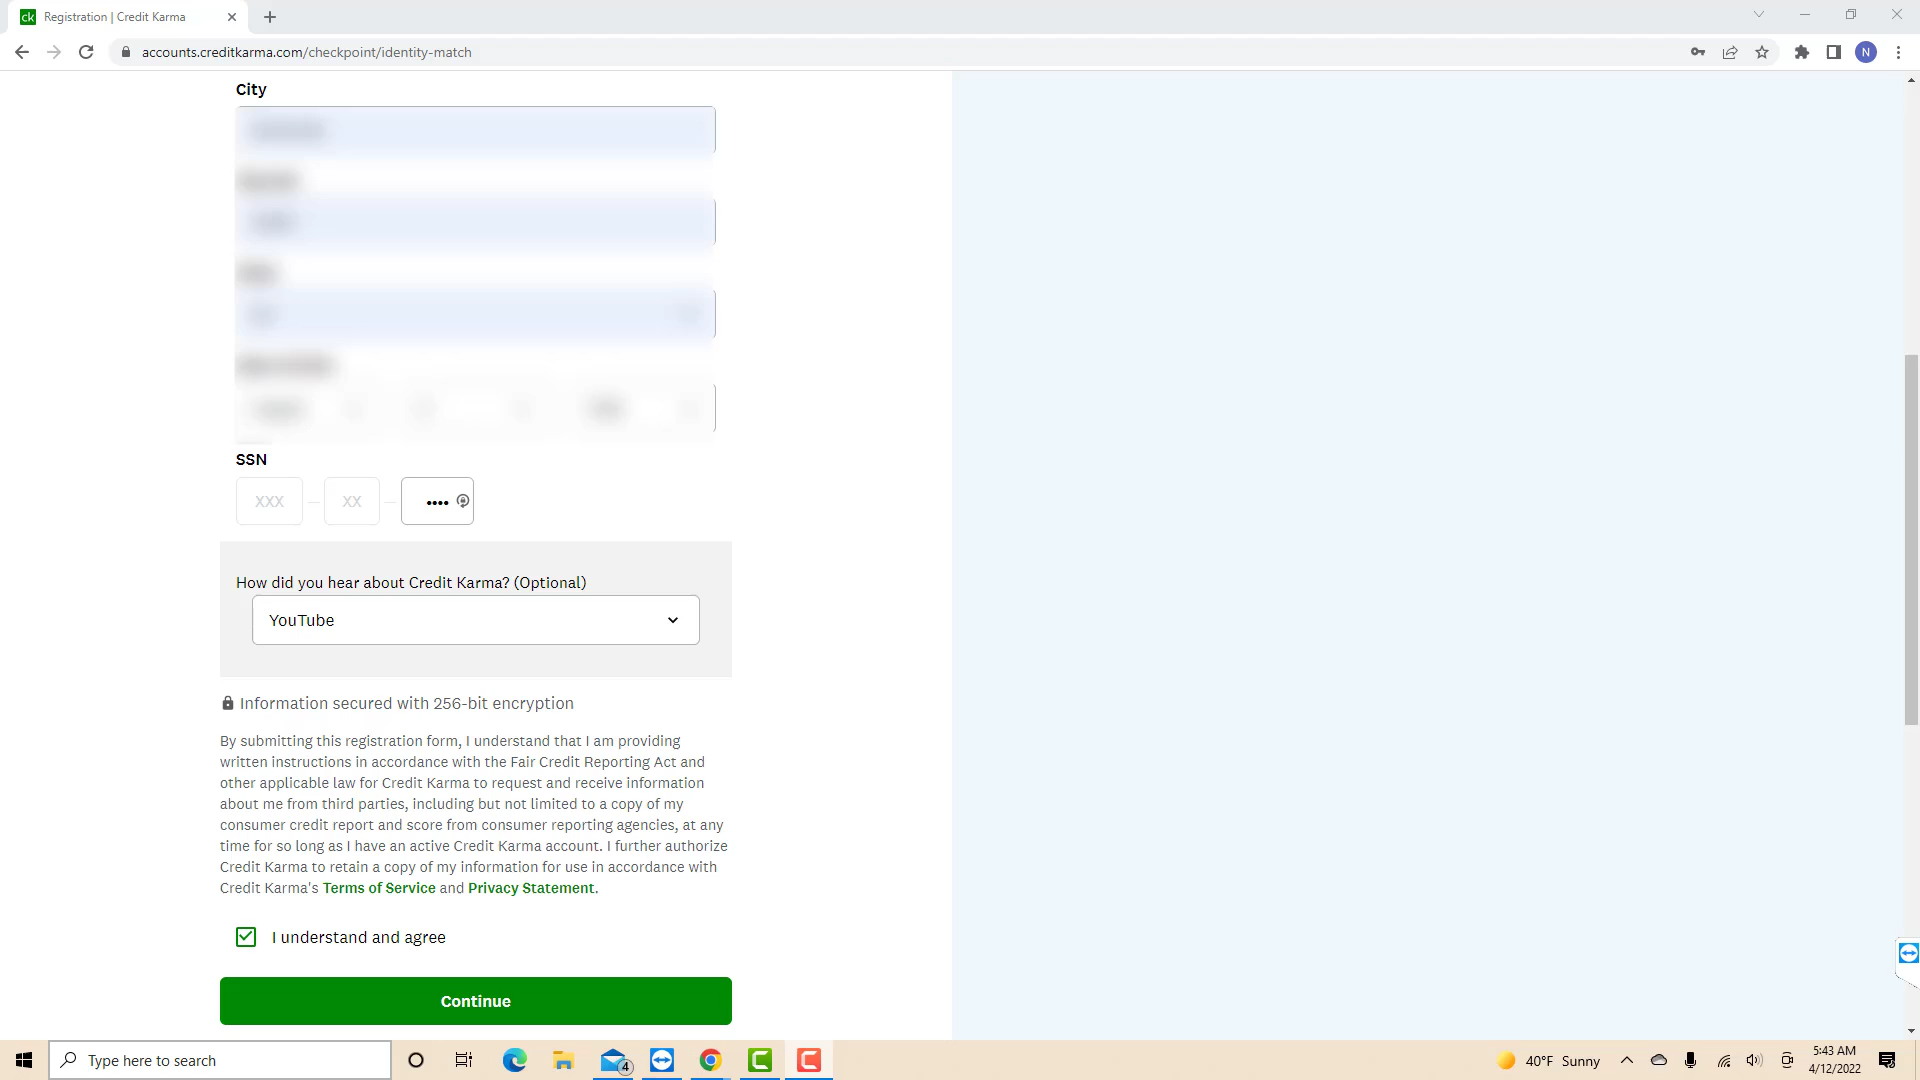 ck Registration | Credit Karma
accounts.creditkarma.com/checkpoint/identity-match
N
City
SSN
XXX
XX
••••
How did you hear about Credit Karma? (Optional)
YouTube
Information secured with 256-bit encryption
By submitting this registration form, I understand that I am providing
written instructions in accordance with the Fair Credit Reporting Act and
other applicable law for Credit Karma to request and receive information
about me from third parties, including but not limited to a copy of my
consumer credit report and score from consumer reporting agencies, at any
time for so long as I have an active Credit Karma account. I further authorize
Credit Karma to retain a copy of my information for use in accordance with
Credit Karma's Terms of Service and Privacy Statement.
I understand and agree
Continue
Type here to search
4
40°F Sunny
5:43 AM
4/12/2022